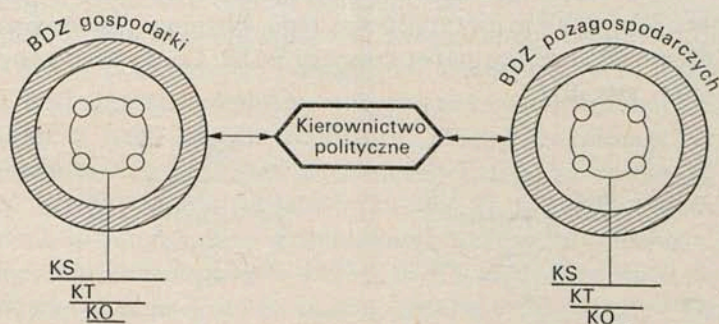 BDZ gospodarki
BDZ pozagospodarczych
Kierownictwo
polityczne
KS
KT
KO
KS
KT
KO